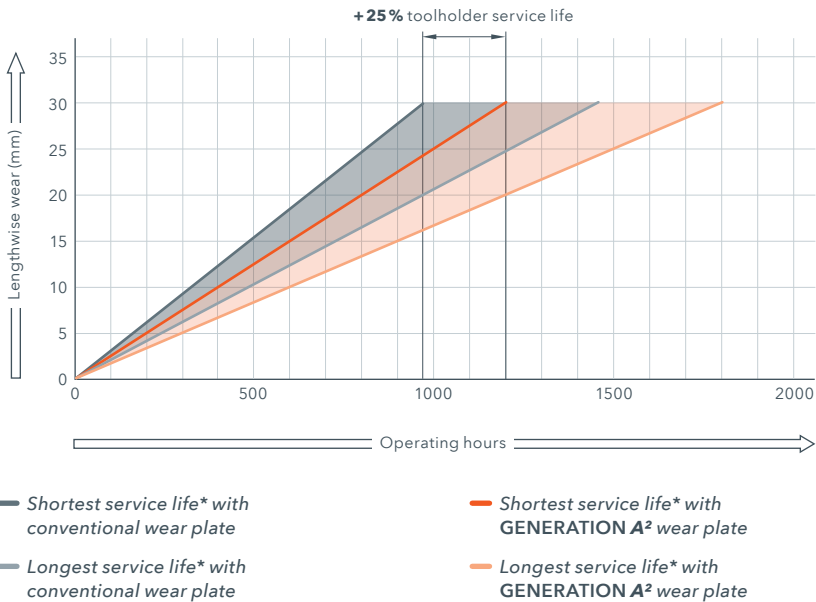 +25% toolholder service life
35
30
25
20
15
10
5
0
Lengthwise wear (mm)
0 500 1000 1500 2000
Operating hours
Shortest service life* with
conventional wear plate
Longest service life* with
conventional wear plate
Shortest service life* with
GENERATION A² wear plate
Longest service life* with
GENERATION A² wear plate